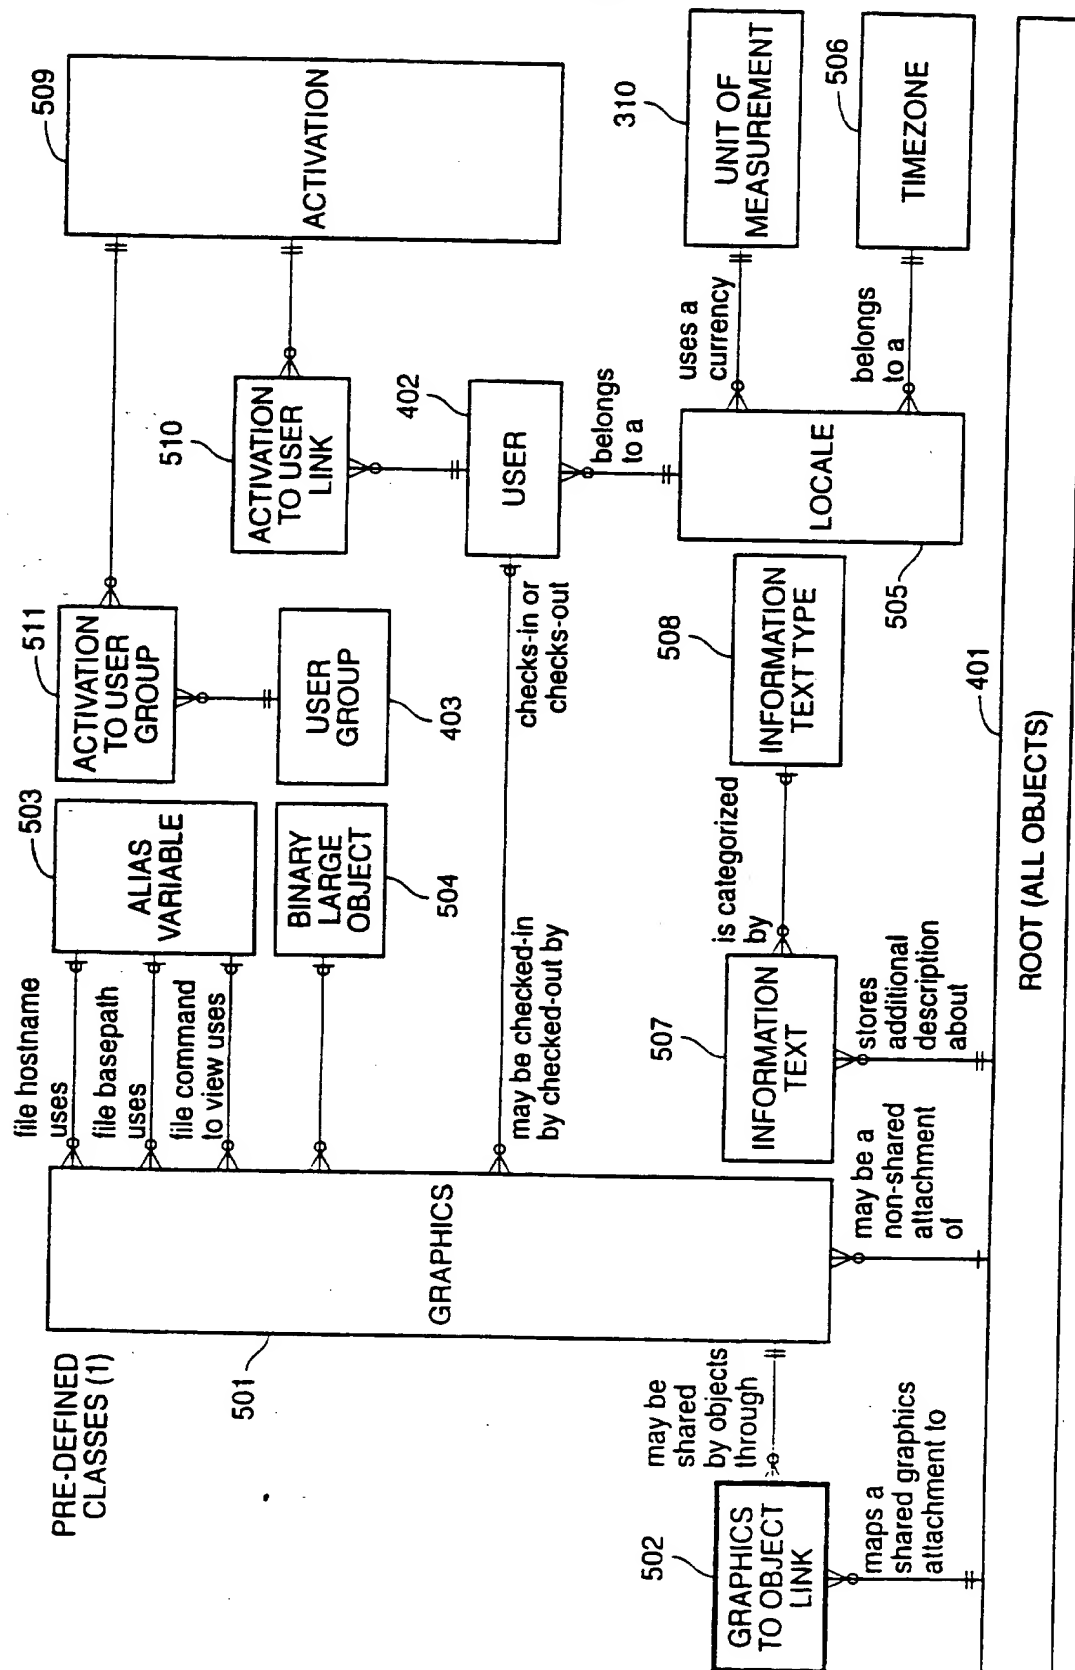 PRE-DEFINED
CLASSES (1)
file hostname
uses
file basepath
uses
file command
to view uses
503
ALIAS
VARIABLE
511
ACTIVATION
TO USER
GROUP
509
ACTIVATION
BINARY
LARGE
OBJECT
504
USER
GROUP
403
510
ACTIVATION
TO USER
LINK
501
GRAPHICS
may be checked-in
by checked-out by
checks-in or
checks-out
402
USER
belongs
to a
310
UNIT OF
MEASUREMENT
uses a
currency
506
TIMEZONE
belongs
to a
LOCALE
505
508
INFORMATION
TEXT TYPE
is categorized
by
507
INFORMATION
TEXT
stores
additional
description
about
may be a
non-shared
attachment
of
may be
shared
by objects
through
502
GRAPHICS
TO OBJECT
LINK
maps a
shared graphics
attachment to
401
ROOT (ALL OBJECTS)